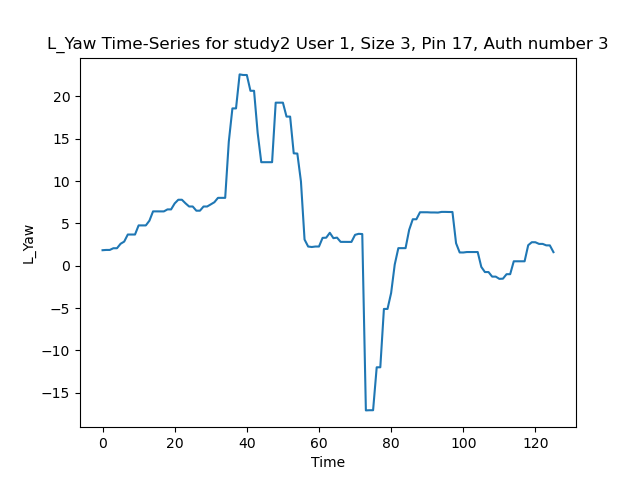 L_Yaw Time-Series for study2 User 1, Size 3, Pin 17, Auth number 3
20
15
10
5
0
−5
−10
−15
L_Yaw
0 20 40 60 80 100 120
Time